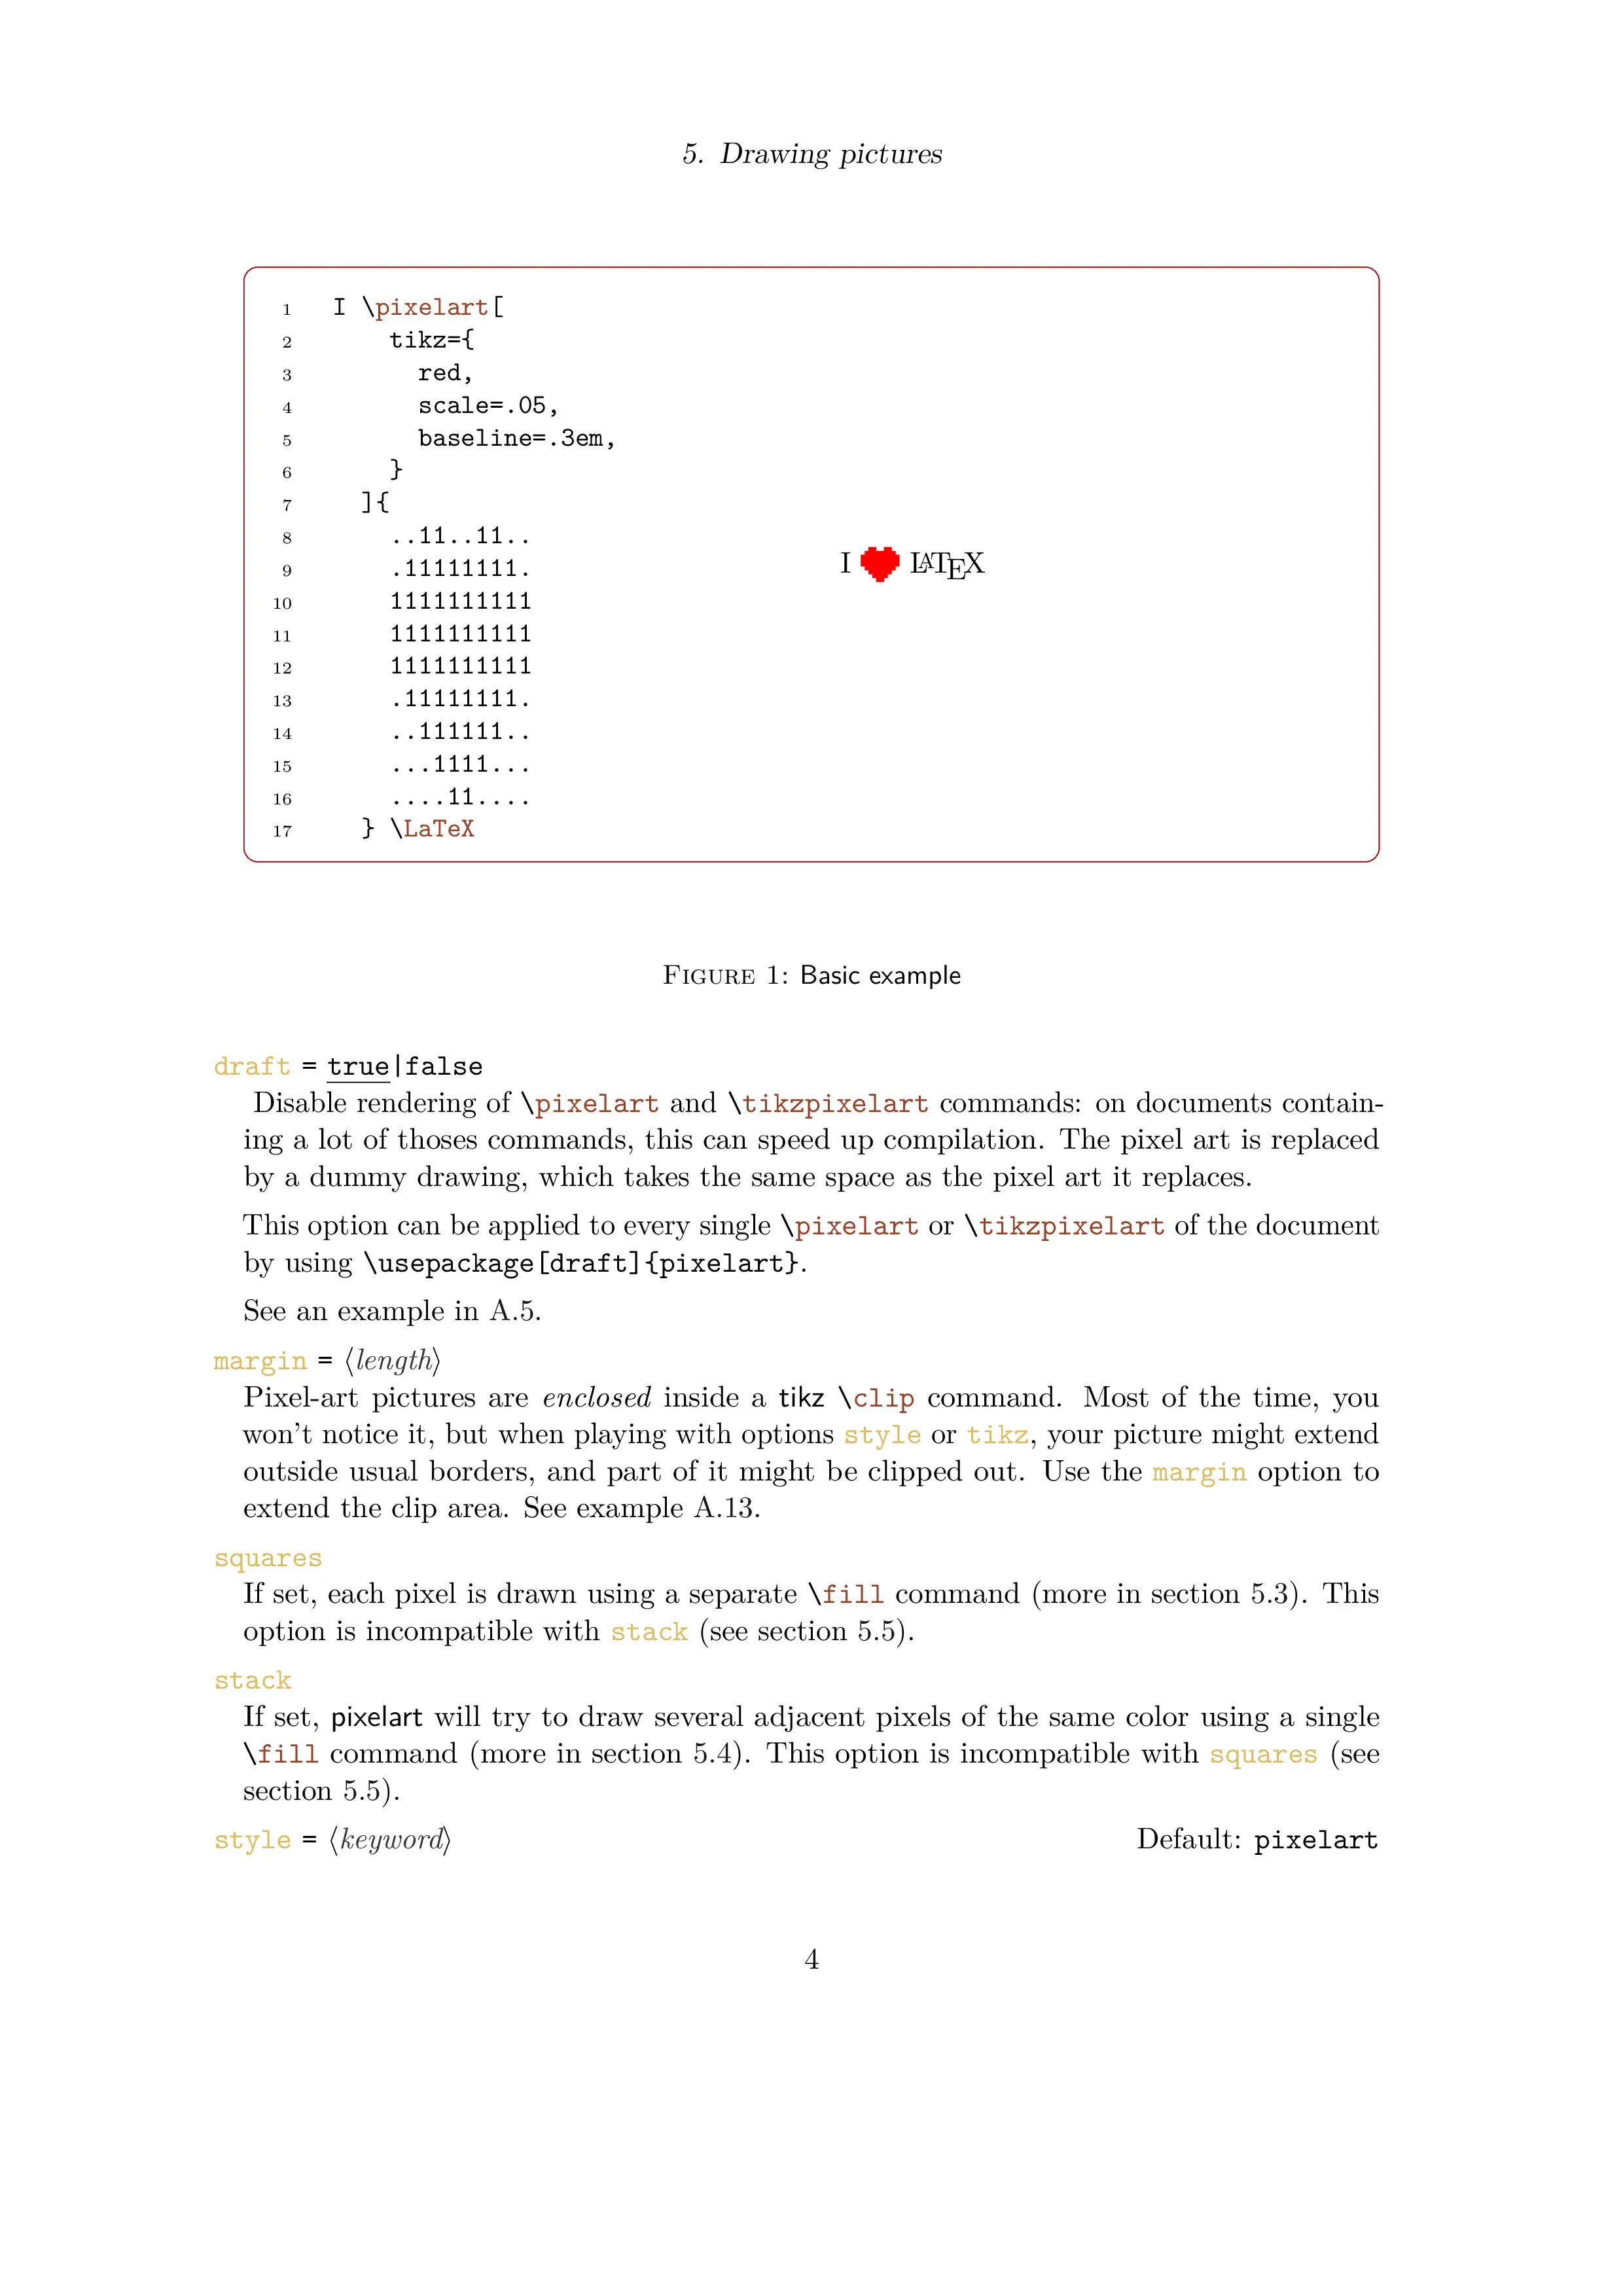 5. Drawing pictures
1 I \pixelart[
2 tikz={
3 red,
4 scale=.05,
5 baseline=.3em,
6 }
7 ]{
8 ..11..11..
9 .11111111.
10 1111111111
11 1111111111
12 1111111111
13 .11111111.
14 ..111111..
15 ...1111...
16 ....11....
17 } \LaTeX
I LATEX
Figure 1: Basic example
draft = true|false
Disable rendering of \pixelart and \tikzpixelart commands: on documents contain-
ing a lot of thoses commands, this can speed up compilation. The pixel art is replaced
by a dummy drawing, which takes the same space as the pixel art it replaces.
This option can be applied to every single \pixelart or \tikzpixelart of the document
by using \usepackage[draft]{pixelart}.
See an example in A.5.
margin = ⟨length⟩
Pixel-art pictures are enclosed inside a tikz \clip command. Most of the time, you
won't notice it, but when playing with options style or tikz, your picture might extend
outside usual borders, and part of it might be clipped out. Use the margin option to
extend the clip area. See example A.13.
squares
If set, each pixel is drawn using a separate \fill command (more in section 5.3). This
option is incompatible with stack (see section 5.5).
stack
If set, pixelart will try to draw several adjacent pixels of the same color using a single
\fill command (more in section 5.4). This option is incompatible with squares (see
section 5.5).
style = ⟨keyword⟩ Default: pixelart
4